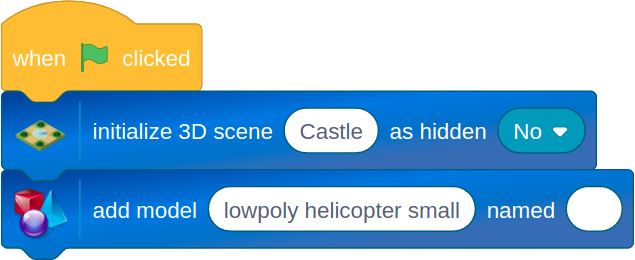 when clicked
initialize 3D scene Castle as hidden No
add model lowpoly helicopter small named